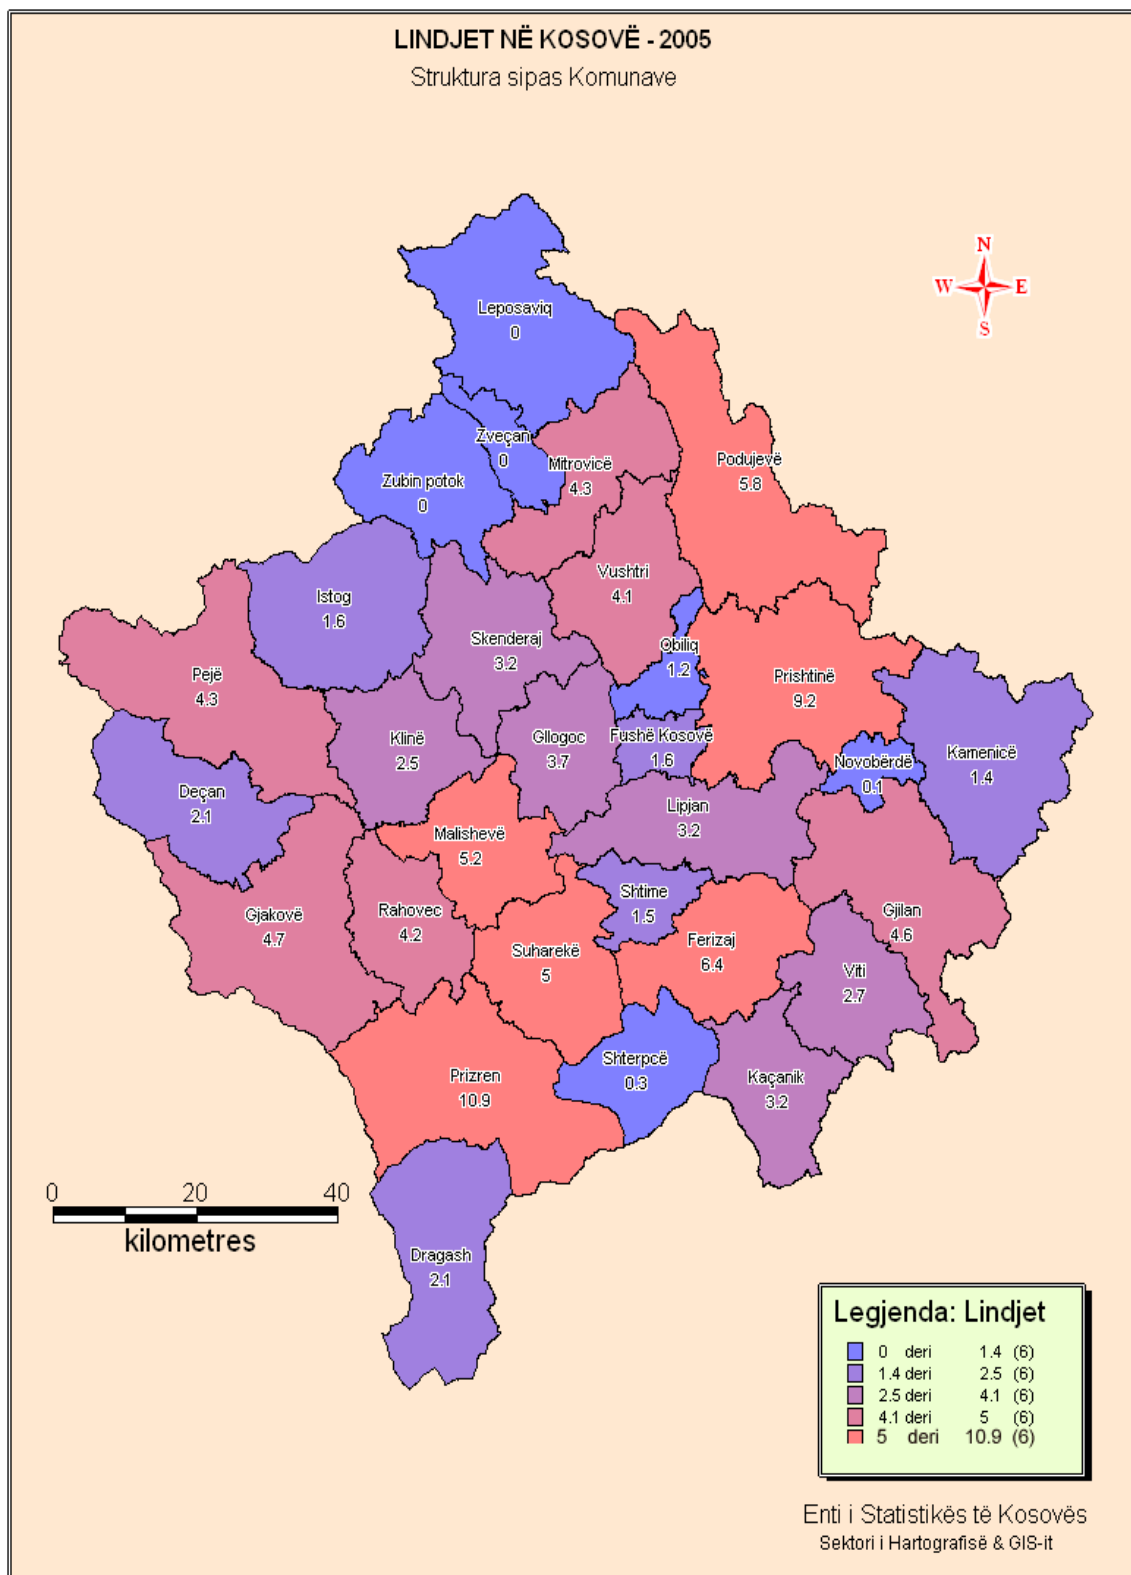 LINDJET NË KOSOVË - 2005
Struktura sipas Komunave
N
W E
S
Leposaviq
0
Zveçan
0
Zubin potok
0
Mitrovicë
4.3
Podujevë
5.8
Vushtri
4.1
Istog
1.6
Skenderaj
3.2
Obiliq
1.2
Pejë
4.3
Prishtinë
9.2
Klinë
2.5
Gllogoc
3.7
Fushë Kosovë
1.6
Kamenicë
1.4
Novobërdë
0.1
Deçan
2.1
Lipjan
3.2
Malishevë
5.2
Shtime
1.5
Gjakovë
4.7
Rahovec
4.2
Gjilan
4.6
Suharekë
5
Ferizaj
6.4
Viti
2.7
Shterpcë
0.3
Prizren
10.9
Kaçanik
3.2
Dragash
2.1
0 20 40
kilometres
Legjenda: Lindjet
0 deri 1.4 (6)
1.4 deri 2.5 (6)
2.5 deri 4.1 (6)
4.1 deri 5 (6)
5 deri 10.9 (6)
Enti i Statistikës të Kosovës
Sektori i Hartografisë & GIS-it